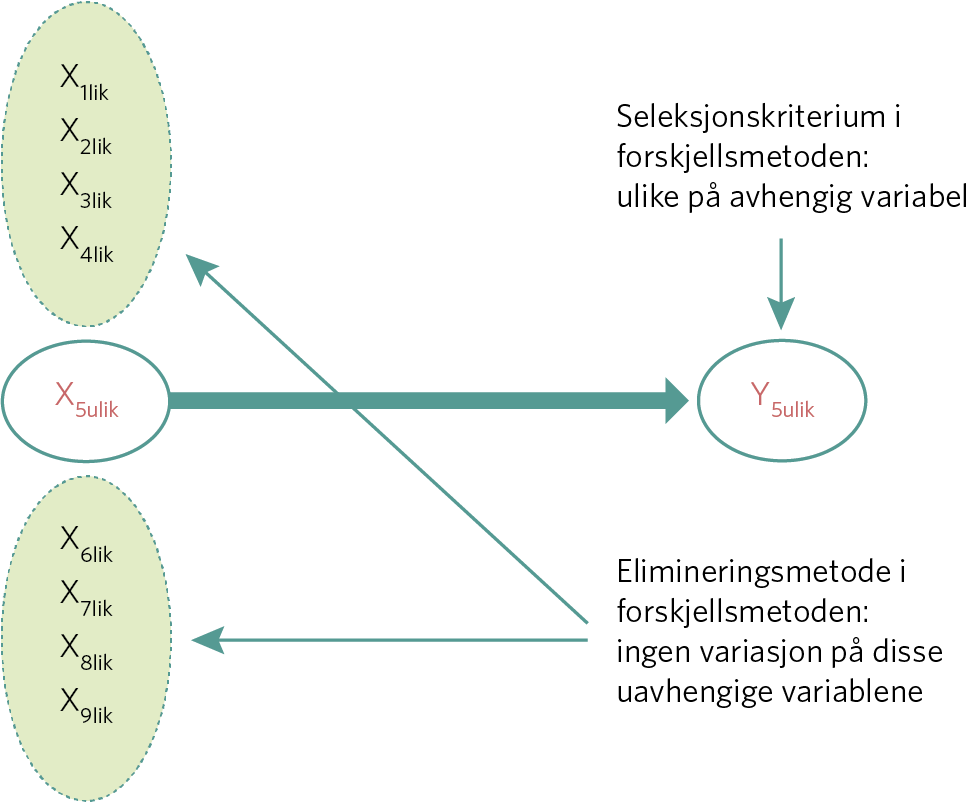 X1lik
X2lik
X3lik
X4lik
Seleksjonskriterium i
forskjellsmetoden:
ulike på avhengig variabel
X5ulik
Y5ulik
X6lik
X7lik
X8lik
X9lik
Elimineringsmetode i
forskjellsmetoden:
ingen variasjon på disse
uavhengige variablene